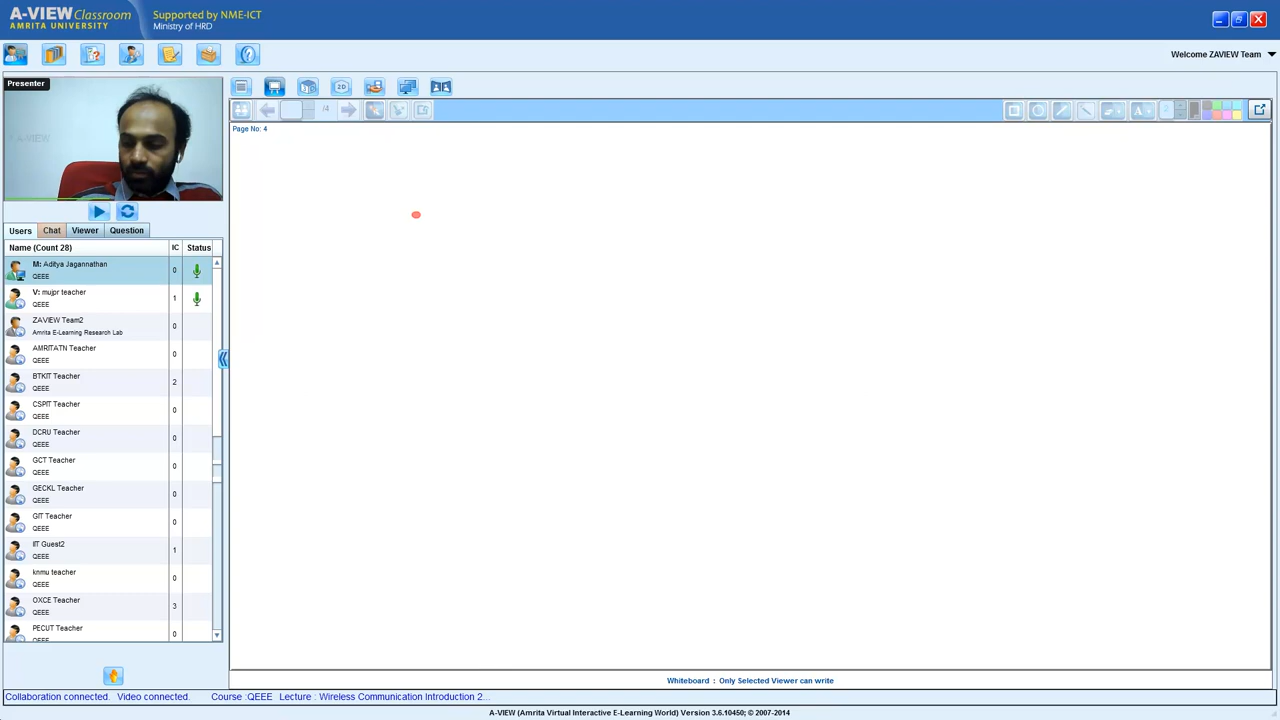 A-VIEW Classroom
AMRITA UNIVERSITY
Supported by NME-ICT
Ministry of HRD
Welcome ZAVIEW Team
Presenter
A-VIEW
/4
2D
A
2
Page No: 4
Users Chat Viewer Question
Name (Count 28) IC Status
M: Aditya Jagannathan 0
QEEE
V: mujpr teacher 1
QEEE
ZAVIEW Team2 0
Amrita E-Learning Research Lab
AMRITATN Teacher 0
QEEE
BTKIT Teacher 2
QEEE
CSPIT Teacher 0
QEEE
DCRU Teacher 0
QEEE
GCT Teacher 0
QEEE
GECKL Teacher 0
QEEE
GIT Teacher 0
QEEE
IIT Guest2 1
QEEE
knmu teacher 0
QEEE
OXCE Teacher 3
QEEE
PECUT Teacher 0
QEEE
Whiteboard : Only Selected Viewer can write
Collaboration connected. Video connected. Course :QEEE Lecture : Wireless Communication Introduction 2...
A-VIEW (Amrita Virtual Interactive E-Learning World) Version 3.6.10450; © 2007-2014